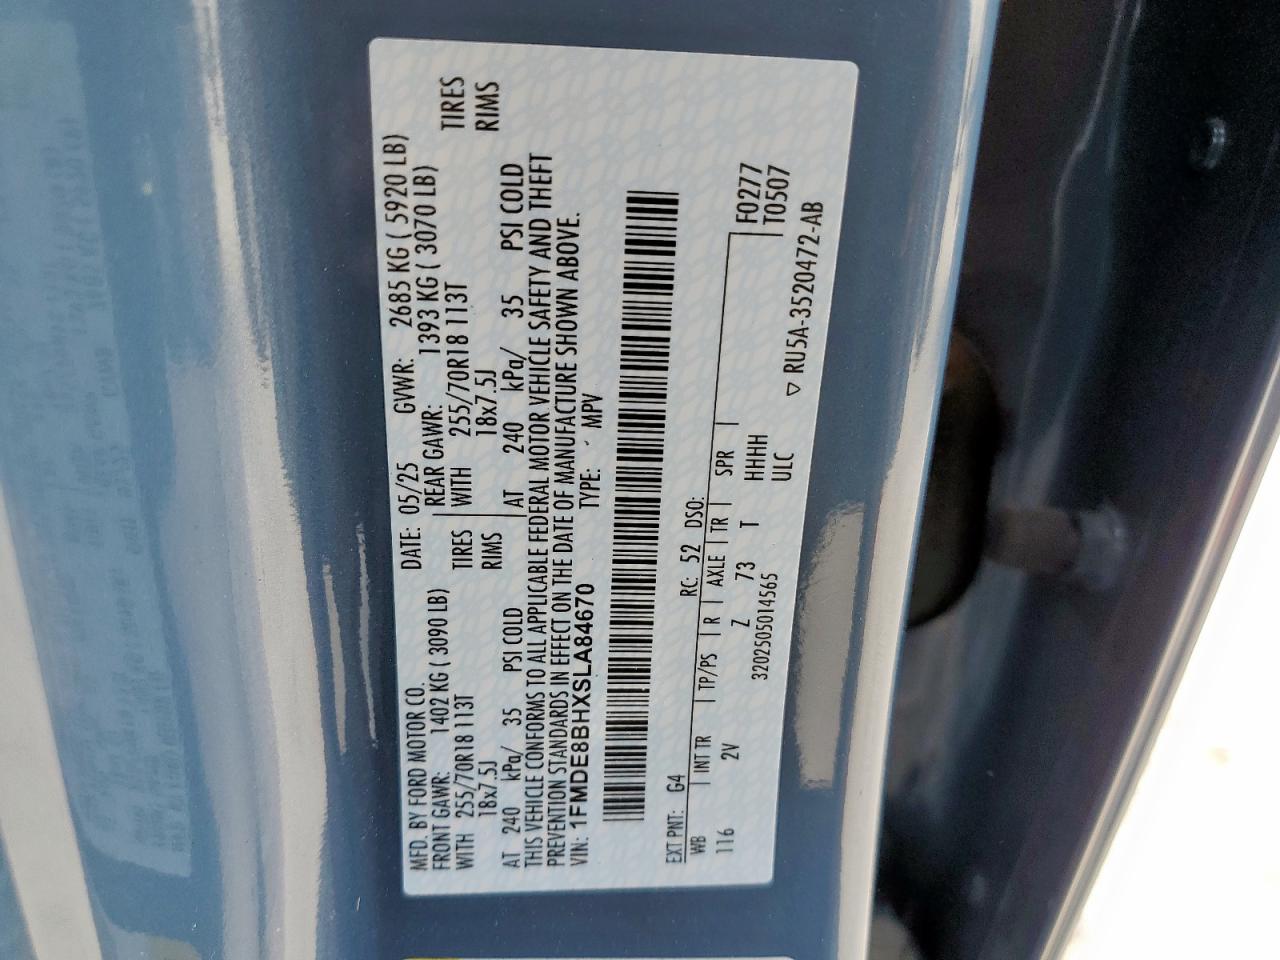 MFD. BY FORD MOTOR CO. DATE: 05/25 GVWR: 2685 KG ( 5920 LB)
FRONT GAWR: 1402 KG ( 3090 LB) REAR GAWR: 1393 KG ( 3070 LB)
WITH 255/70R18 113T TIRES WITH 255/70R18 113T TIRES
18x7.5J RIMS 18x7.5J RIMS
AT 240 kPa/ 35 PSI COLD AT 240 kPa/ 35 PSI COLD
THIS VEHICLE CONFORMS TO ALL APPLICABLE FEDERAL MOTOR VEHICLE SAFETY AND THEFT
PREVENTION STANDARDS IN EFFECT ON THE DATE OF MANUFACTURE SHOWN ABOVE.
VIN: 1FMDE8BHXSLA84670 TYPE: MPV
EXT PNT: G4 RC: 52 DSO:
WB INT TR TP/PS R AXLE TR SPR F0277
116 2V Z 73 T HHHH T0507
3202505014565 ULC
▽ RU5A-3520472-AB